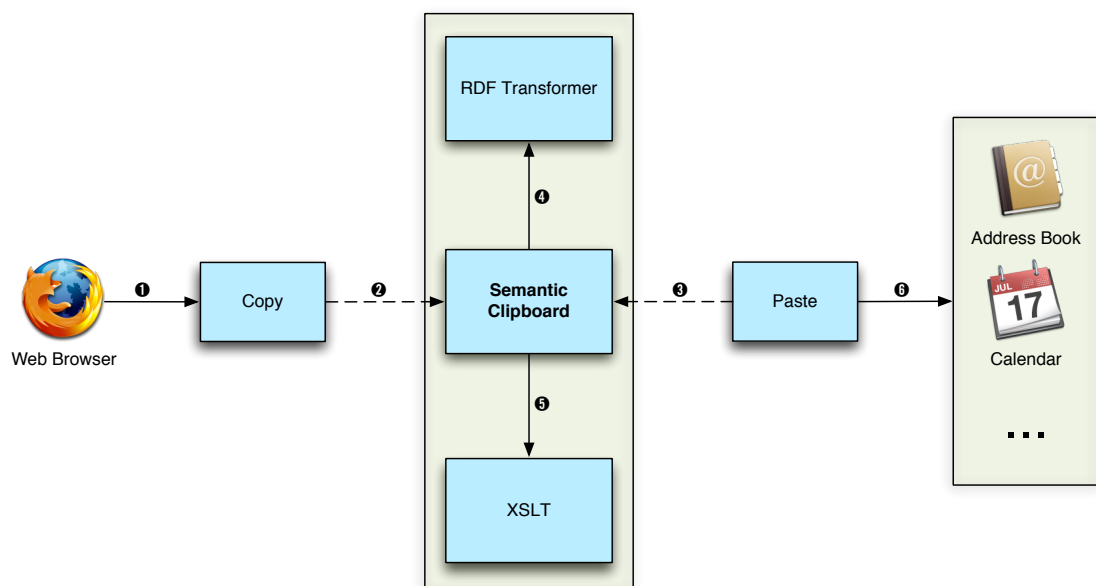 RDF Transformer
❹
Address Book
❶
Copy
❷
Semantic
Clipboard
❸
Paste
❻
JUL
17
Web Browser
Calendar
❺
...
XSLT
@